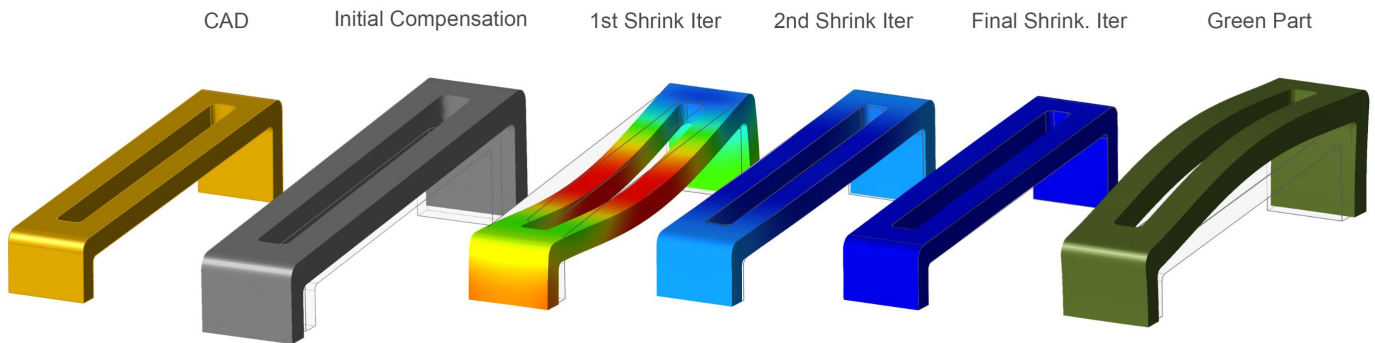 CAD
Initial Compensation
1st Shrink Iter
2nd Shrink Iter
Final Shrink. Iter
Green Part